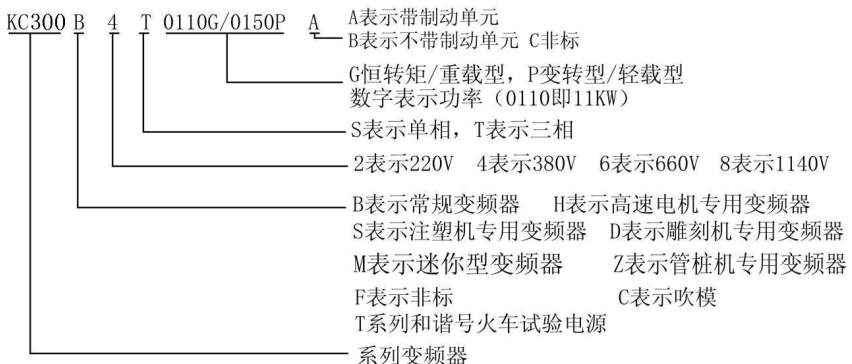 KC300 B 4 T 0110G/0150P A
A表示带制动单元
B表示不带制动单元 C非标
G恒转矩/重载型，P变转型/轻载型
数字表示功率（0110即11KW）
S表示单相，T表示三相
2表示220V 4表示380V 6表示660V 8表示1140V
B表示常规变频器 H表示高速电机专用变频器
S表示注塑机专用变频器 D表示雕刻机专用变频器
M表示迷你型变频器 Z表示管桩机专用变频器
F表示非标 C表示吹模
T系列和谐号火车试验电源
系列变频器